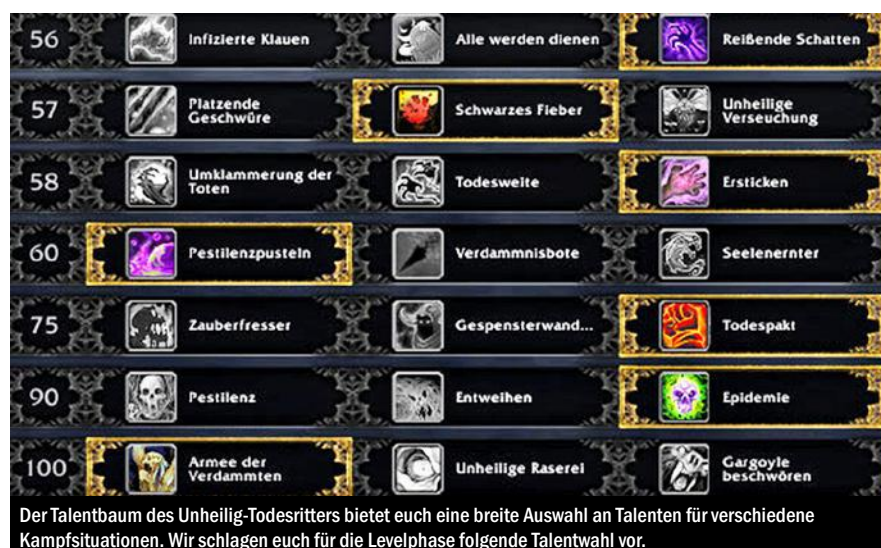 56 Infizierte Klauen Alle werden dienen Reißende Schatten
57 Platzende Geschwüre Schwarzes Fieber Unheilige Verseuchung
58 Umklammerung der Toten Todesweite Ersticken
60 Pestilenzpusteln Verdammnisbote Seelenernter
75 Zauberfresser Gespensterwand... Todespakt
90 Pestilenz Entweihen Epidemie
100 Armee der Verdammten Unheilige Raserei Gargoyle beschwören
Der Talentbaum des Unheilig-Todesritters bietet euch eine breite Auswahl an Talenten für verschiedene
Kampfsituationen. Wir schlagen euch für die Levelphase folgende Talentwahl vor.